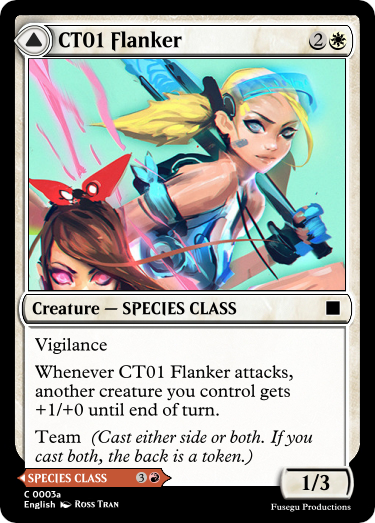 CT01 Flanker 2
Creature — SPECIES CLASS
Vigilance
Whenever CT01 Flanker attacks,
another creature you control gets
+1/+0 until end of turn.
Team (Cast either side or both. If you
cast both, the back is a token.)
SPECIES CLASS 3
1/3
C 0003a
English ROSS TRAN
Fusegu Productions